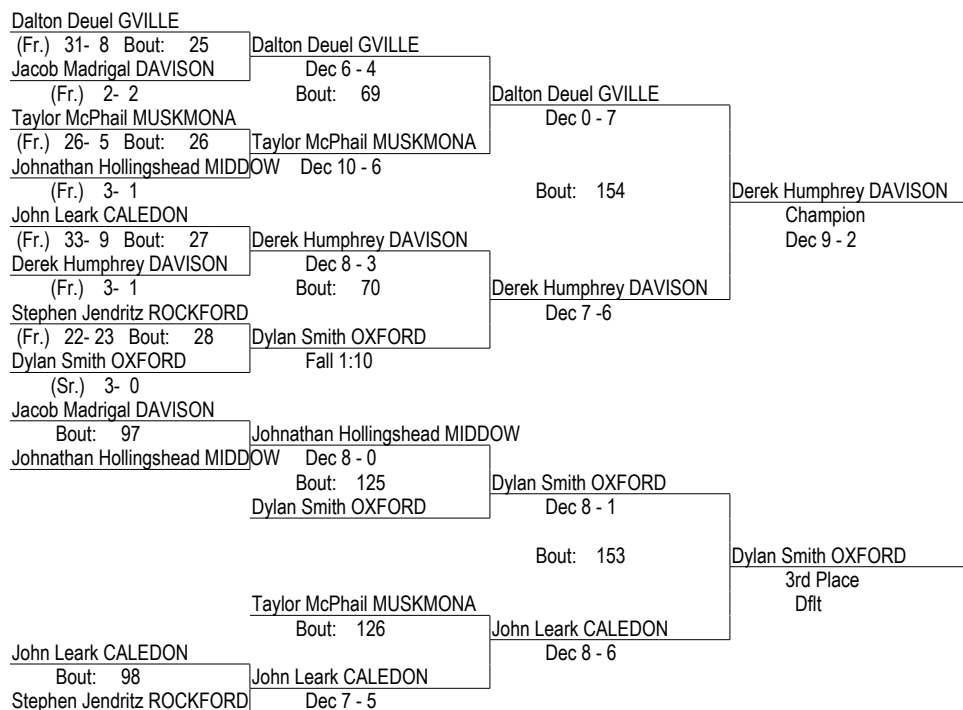 Dalton Deuel GVILLE
(Fr.) 31- 8 Bout: 25 Dalton Deuel GVILLE
Jacob Madrigal DAVISON Dec 6 - 4
(Fr.) 2- 2 Bout: 69 Dalton Deuel GVILLE
Taylor McPhail MUSKMONA Dec 0 - 7
(Fr.) 26- 5 Bout: 26 Taylor McPhail MUSKMONA
Johnathan Hollingshead MIDDOW Dec 10 - 6
(Fr.) 3- 1 Bout: 154 Derek Humphrey DAVISON
John Leark CALEDON Champion
(Fr.) 33- 9 Bout: 27 Derek Humphrey DAVISON Dec 9 - 2
Derek Humphrey DAVISON Dec 8 - 3
(Fr.) 3- 1 Bout: 70 Derek Humphrey DAVISON
Stephen Jendritz ROCKFORD Dec 7 -6
(Fr.) 22- 23 Bout: 28 Dylan Smith OXFORD
Dylan Smith OXFORD Fall 1:10
(Sr.) 3- 0
Jacob Madrigal DAVISON
Bout: 97 Johnathan Hollingshead MIDDOW
Johnathan Hollingshead MIDDOW Dec 8 - 0
Bout: 125 Dylan Smith OXFORD
Dylan Smith OXFORD Dec 8 - 1
Bout: 153 Dylan Smith OXFORD
3rd Place
Taylor McPhail MUSKMONA Dflt
Bout: 126 John Leark CALEDON
John Leark CALEDON Dec 8 - 6
Bout: 98 John Leark CALEDON
Stephen Jendritz ROCKFORD Dec 7 - 5